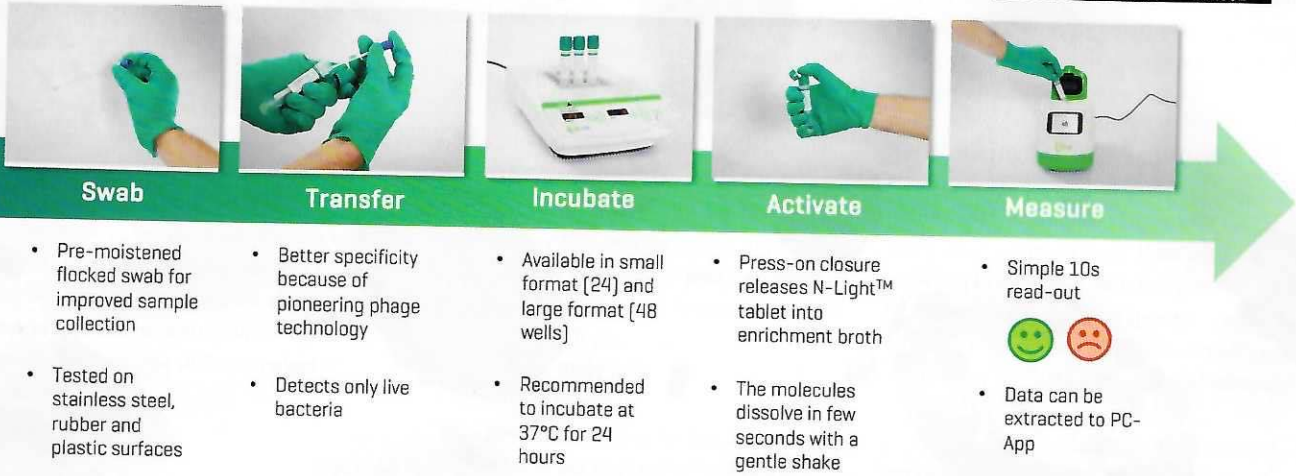 Swab
Transfer
Incubate
Activate
Measure
• Pre-moistened
flocked swab for
improved sample
collection
• Tested on
stainless steel,
rubber and
plastic surfaces
• Better specificity
because of
pioneering phage
technology
• Detects only live
bacteria
• Available in small
format (24) and
large format (48
wells)
• Recommended
to incubate at
37°C for 24
hours
• Press-on closure
releases N-Light™
tablet into
enrichment broth
• The molecules
dissolve in few
seconds with a
gentle shake
• Simple 10s
read-out
• Data can be
extracted to PC-
App